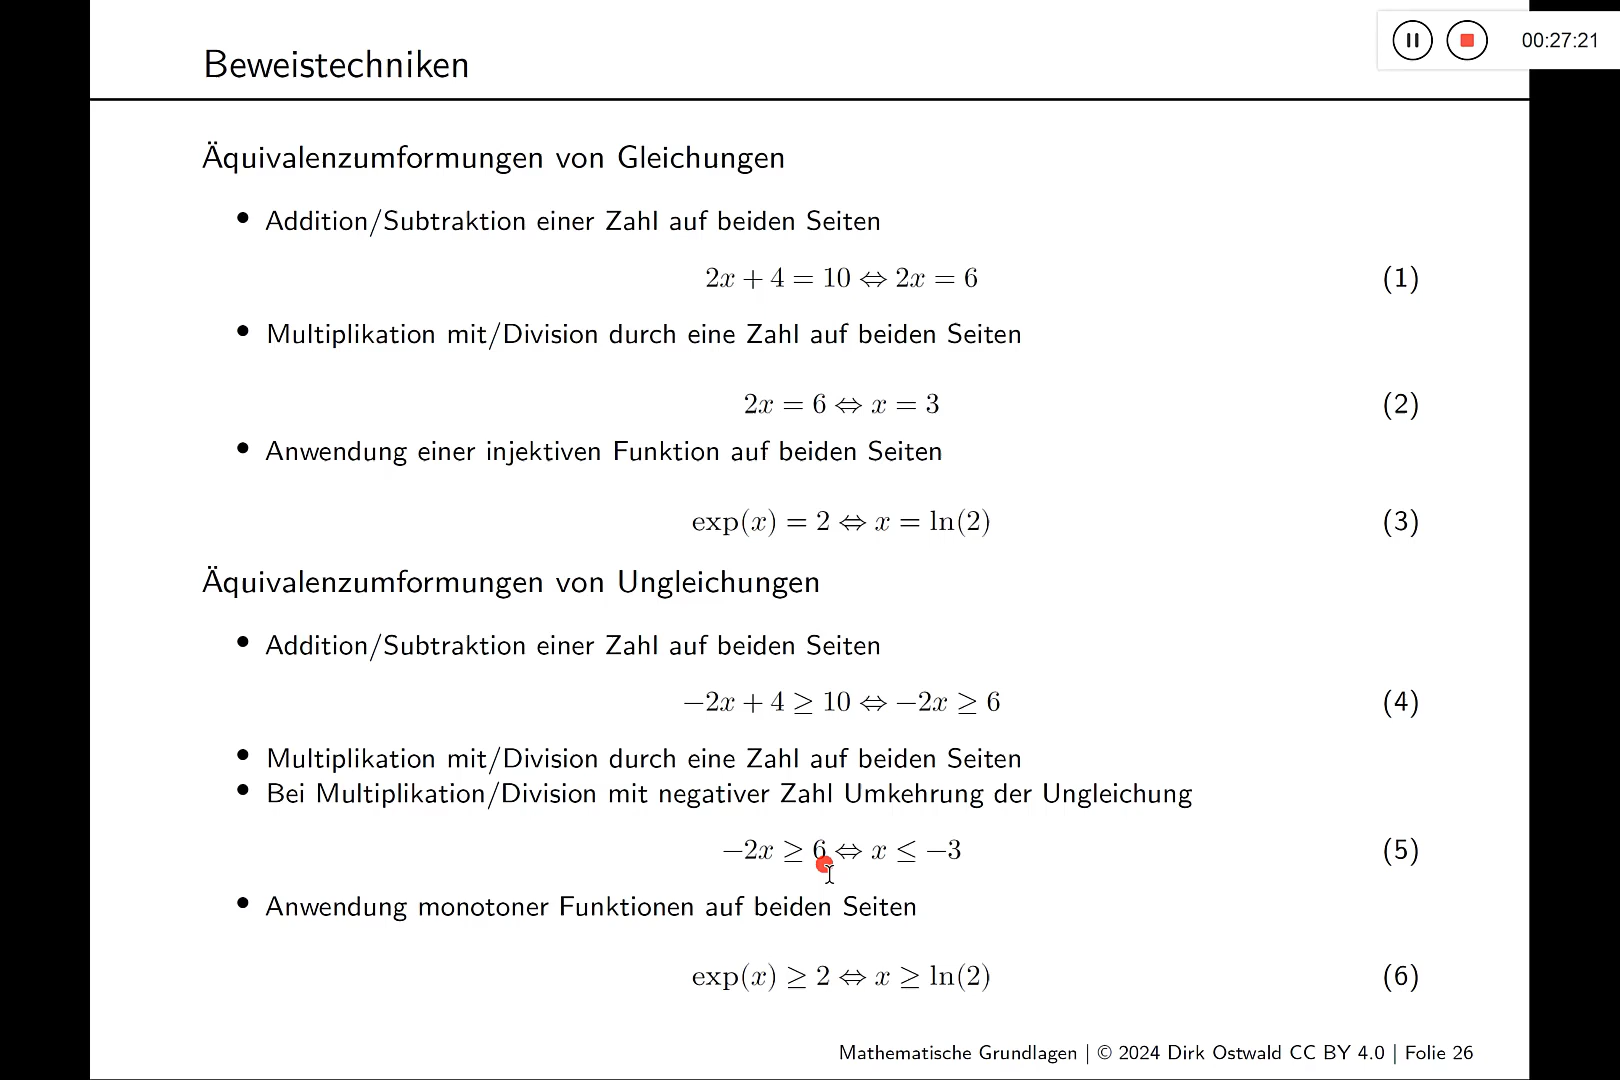 00:27:21
Beweistechniken
Äquivalenzumformungen von Gleichungen
• Addition/Subtraktion einer Zahl auf beiden Seiten
2x + 4 = 10 ⇔ 2x = 6 (1)
• Multiplikation mit/Division durch eine Zahl auf beiden Seiten
2x = 6 ⇔ x = 3 (2)
• Anwendung einer injektiven Funktion auf beiden Seiten
exp(x) = 2 ⇔ x = ln(2) (3)
Äquivalenzumformungen von Ungleichungen
• Addition/Subtraktion einer Zahl auf beiden Seiten
−2x + 4 ≥ 10 ⇔ −2x ≥ 6 (4)
• Multiplikation mit/Division durch eine Zahl auf beiden Seiten
• Bei Multiplikation/Division mit negativer Zahl Umkehrung der Ungleichung
−2x ≥ 6 ⇔ x ≤ −3 (5)
• Anwendung monotoner Funktionen auf beiden Seiten
exp(x) ≥ 2 ⇔ x ≥ ln(2) (6)
Mathematische Grundlagen | © 2024 Dirk Ostwald CC BY 4.0 | Folie 26